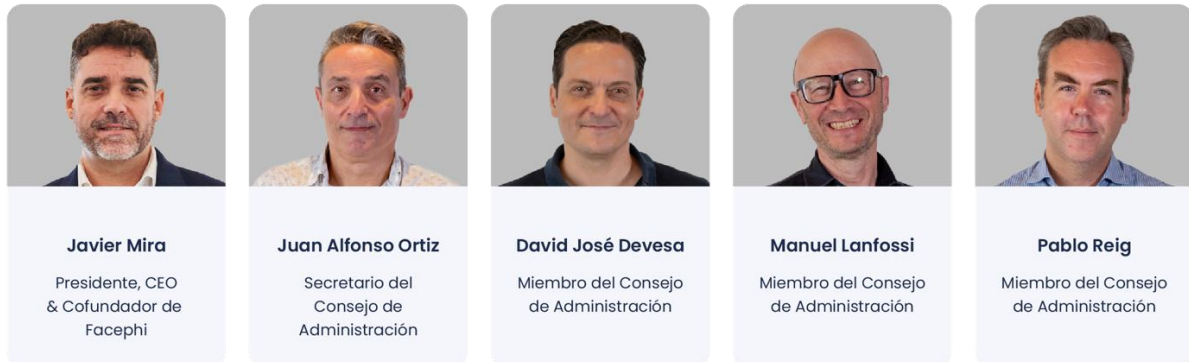 Javier Mira
Presidente, CEO
& Cofundador de
Facephi
Juan Alfonso Ortiz
Secretario del
Consejo de
Administración
David José Devesa
Miembro del Consejo
de Administración
Manuel Lanfossi
Miembro del Consejo
de Administración
Pablo Reig
Miembro del Consejo
de Administración